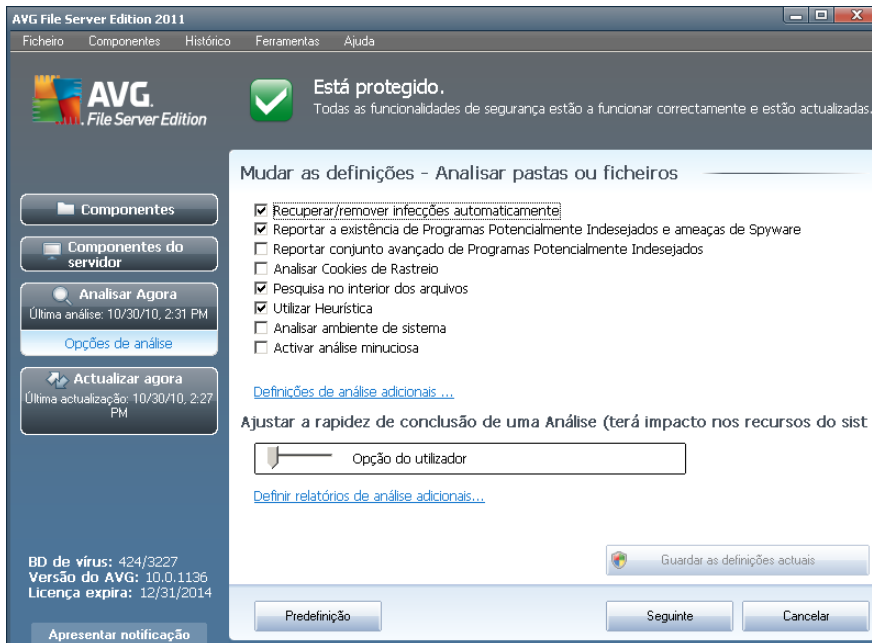 AVG File Server Edition 2011
Ficheiro Componentes Histórico Ferramentas Ajuda
AVG.
File Server Edition
Está protegido.
Todas as funcionalidades de segurança estão a funcionar correctamente e estão actualizadas.
Componentes
Componentes do
servidor
Analisar Agora
Última análise: 10/30/10, 2:31 PM
Opções de análise
Actualizar agora
Última actualização: 10/30/10, 2:27
PM
BD de vírus: 424/3227
Versão do AVG: 10.0.1136
Licença expira: 12/31/2014
Apresentar notificação
Mudar as definições - Analisar pastas ou ficheiros
Recuperar/remover infecções automaticamente
Reportar a existência de Programas Potencialmente Indesejados e ameaças de Spyware
Reportar conjunto avançado de Programas Potencialmente Indesejados
Analisar Cookies de Rastreio
Pesquisa no interior dos arquivos
Utilizar Heurística
Analisar ambiente de sistema
Activar análise minuciosa
Definições de análise adicionais ...
Ajustar a rapidez de conclusão de uma Análise (terá impacto nos recursos do sist
Opção do utilizador
Definir relatórios de análise adicionais...
Guardar as definições actuais
Predefinição Seguinte Cancelar